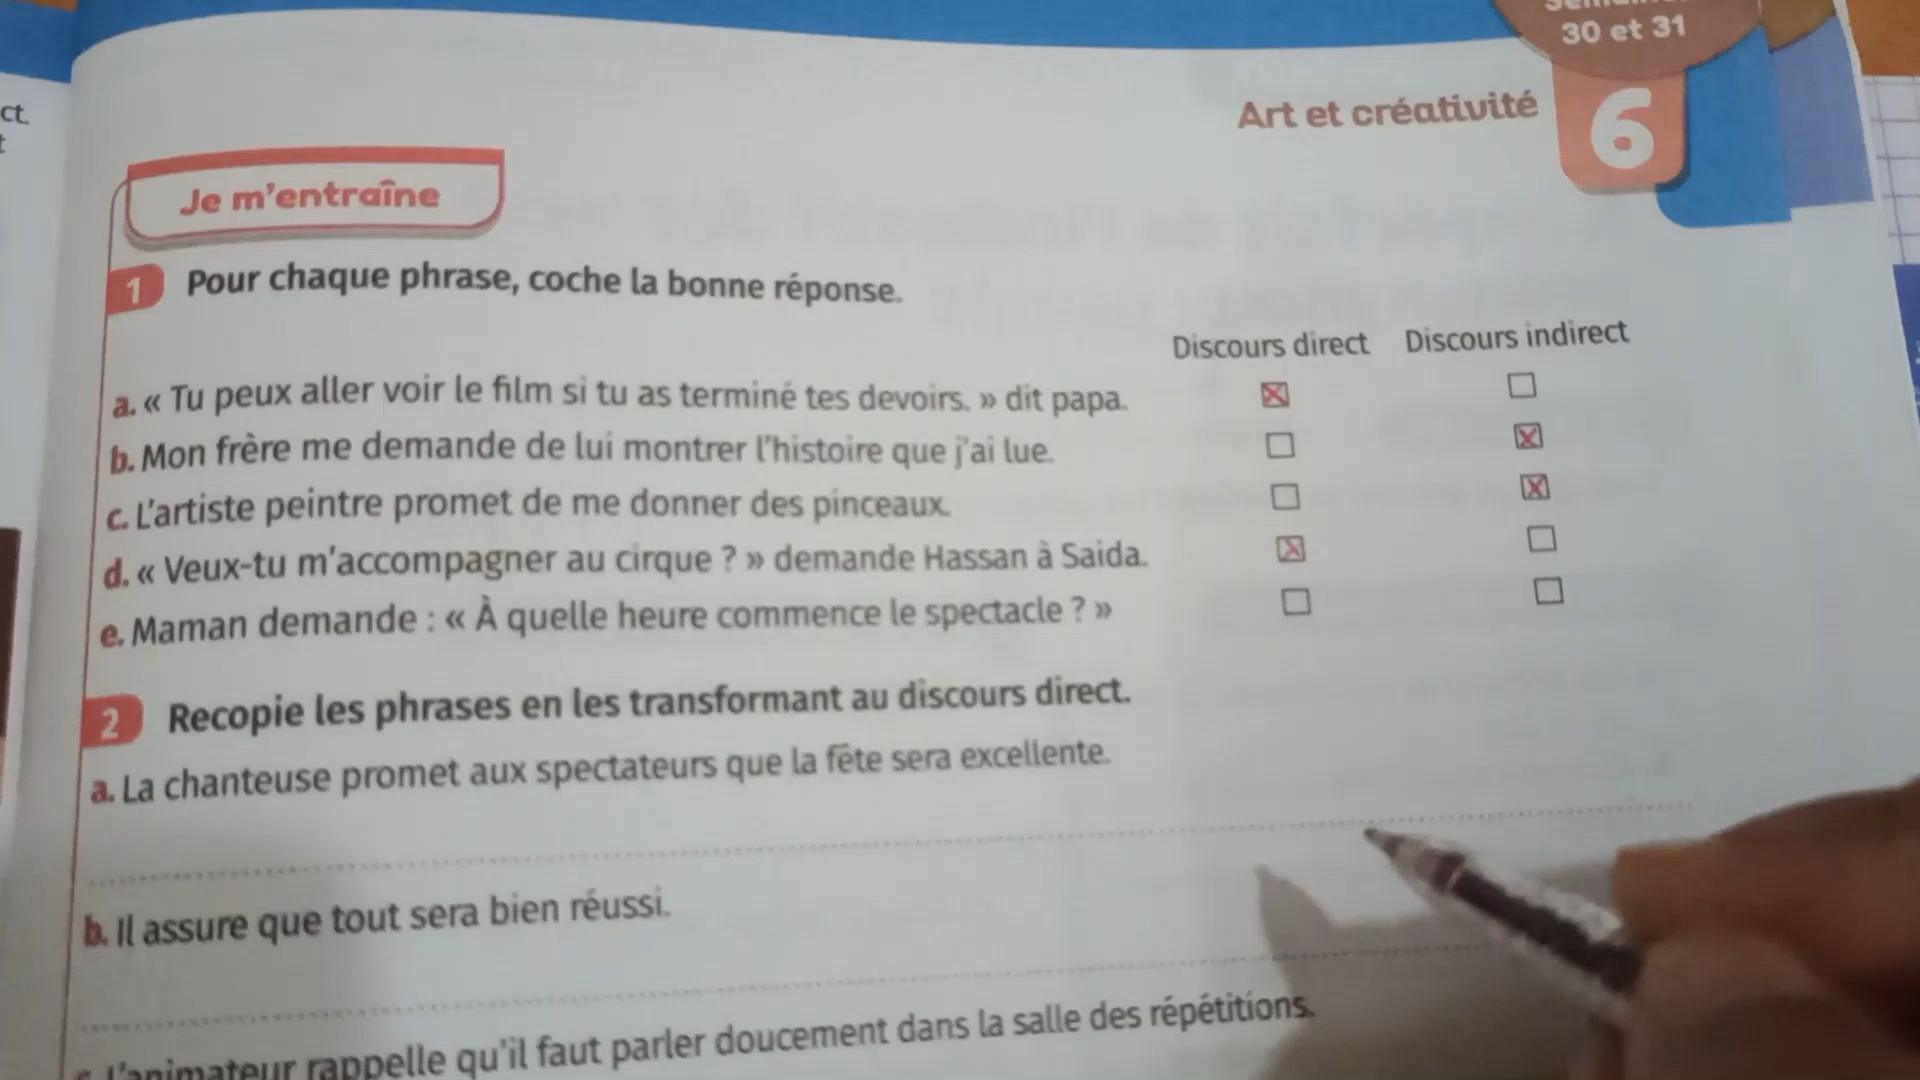 30 et 31
Art et créativité
6
ct.
Je m'entraîne
1 Pour chaque phrase, coche la bonne réponse.
Discours direct Discours indirect
a. « Tu peux aller voir le film si tu as terminé tes devoirs. » dit papa.
b. Mon frère me demande de lui montrer l'histoire que j'ai lue.
c. L'artiste peintre promet de me donner des pinceaux.
d. « Veux-tu m'accompagner au cirque ? » demande Hassan à Saida.
e. Maman demande : « À quelle heure commence le spectacle ? »
2 Recopie les phrases en les transformant au discours direct.
a. La chanteuse promet aux spectateurs que la fête sera excellente.
b. Il assure que tout sera bien réussi.
L'animateur rappelle qu'il faut parler doucement dans la salle des répétitions.